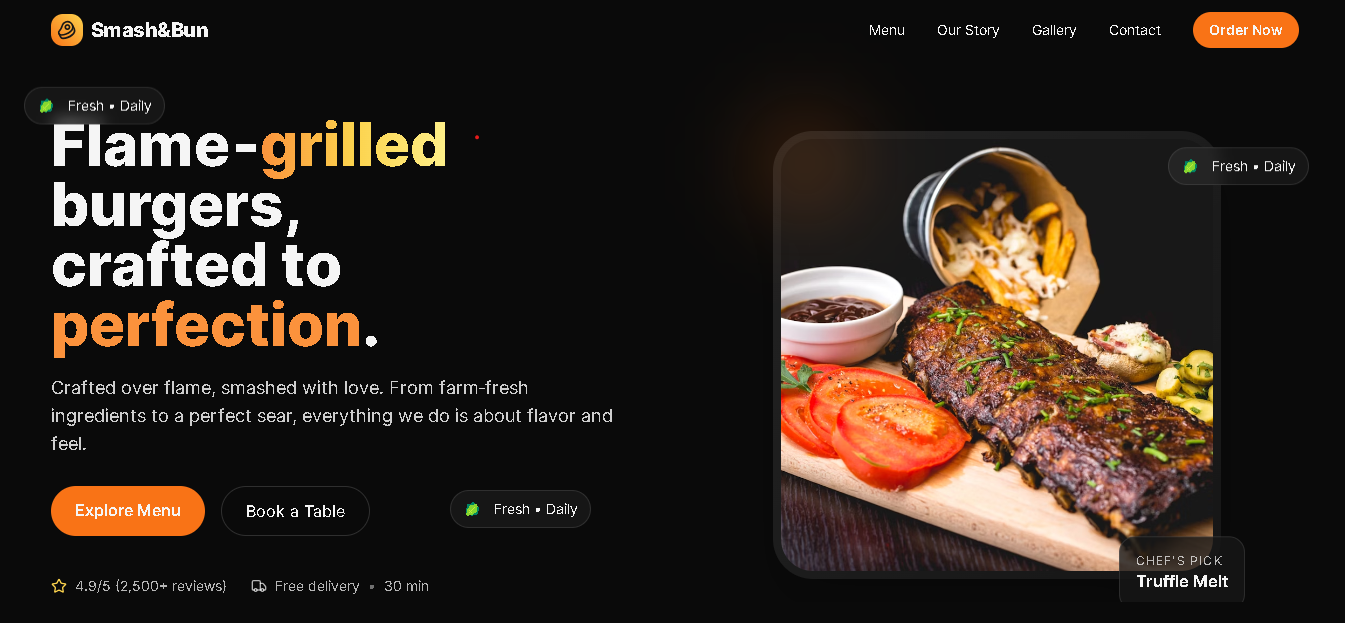 Smash&Bun
Menu
Our Story
Gallery
Contact
Order Now
Fresh • Daily
Flame-grilled
burgers,
crafted to
perfection.
Crafted over flame, smashed with love. From farm-fresh
ingredients to a perfect sear, everything we do is about flavor and
feel.
Explore Menu
Book a Table
Fresh • Daily
4.9/5 (2,500+ reviews)
Free delivery • 30 min
Fresh • Daily
CHEF'S PICK
Truffle Melt